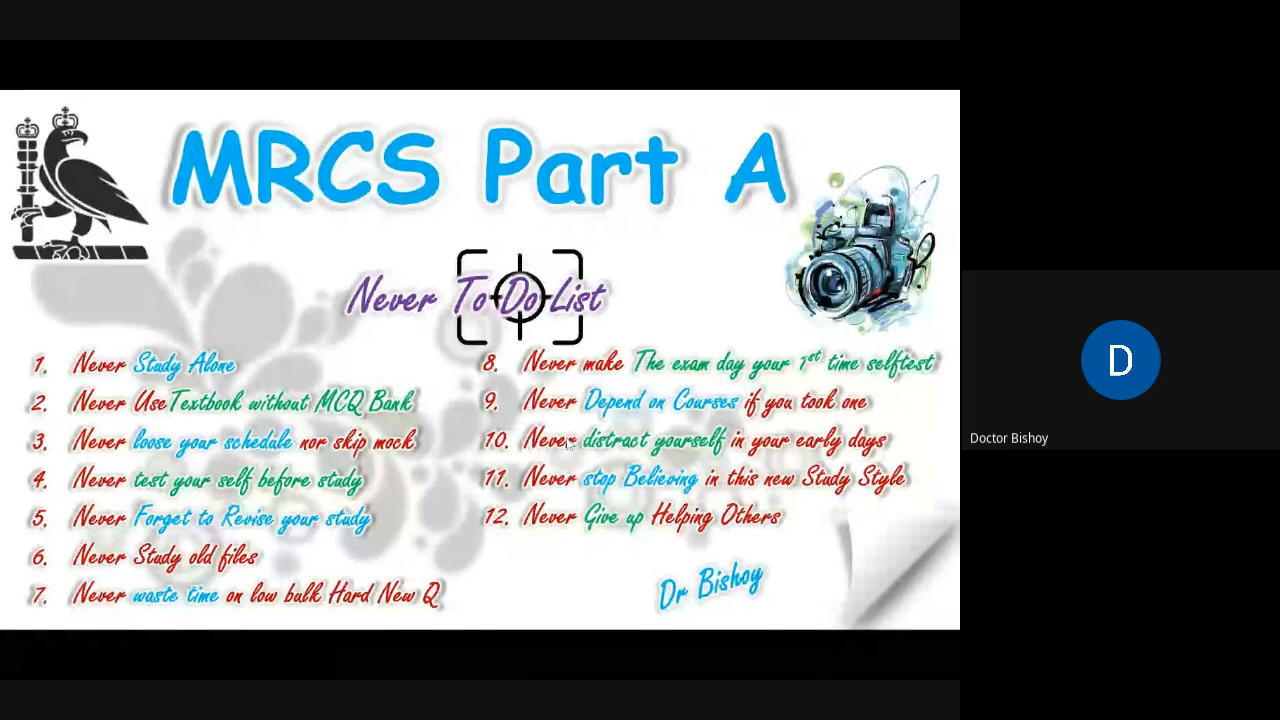 MRCS Part A
Never To Do List
1. Never Study Alone
2. Never Use Textbook without MCQ Bank
3. Never loose your schedule nor skip mock
4. Never test your self before study
5. Never Forget to Revise your study
6. Never Study old files
7. Never waste time on low bulk Hard New Q
8. Never make The exam day your 1st time selftest
9. Never Depend on Courses if you took one
10. Never distract yourself in your early days
11. Never stop Believing in this new Study Style
12. Never Give up Helping Others
Dr Bishoy
D
Doctor Bishoy